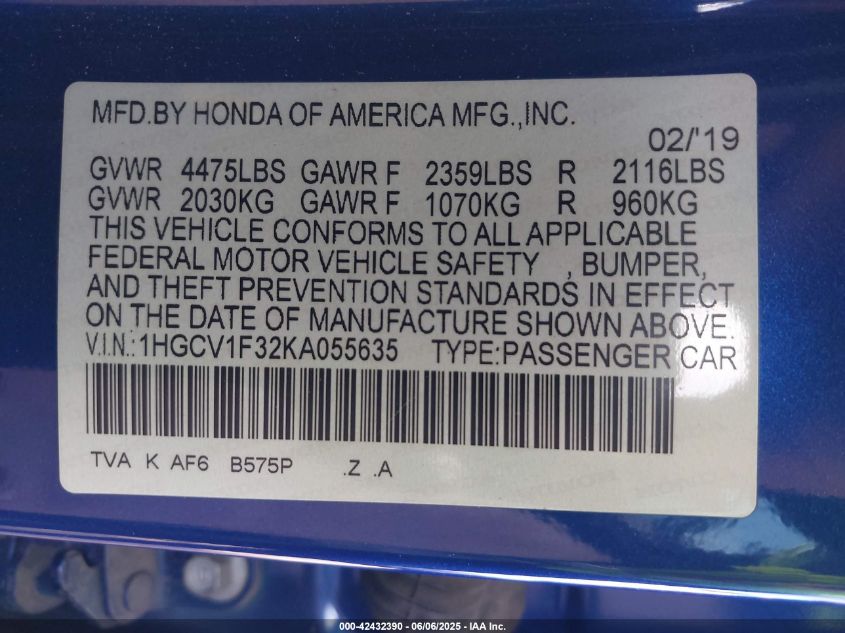 MFD.BY HONDA OF AMERICA MFG.,INC.
02/'19
GVWR 4475LBS GAWR F 2359LBS R 2116LBS
GVWR 2030KG GAWR F 1070KG R 960KG
THIS VEHICLE CONFORMS TO ALL APPLICABLE
FEDERAL MOTOR VEHICLE SAFETY , BUMPER,
AND THEFT PREVENTION STANDARDS IN EFFECT
ON THE DATE OF MANUFACTURE SHOWN ABOVE.
V.I.N.:1HGCV1F32KA055635 TYPE:PASSENGER CAR
TVA K AF6 B575P .Z .A
000-42432390 - 06/06/2025 - IAA Inc.